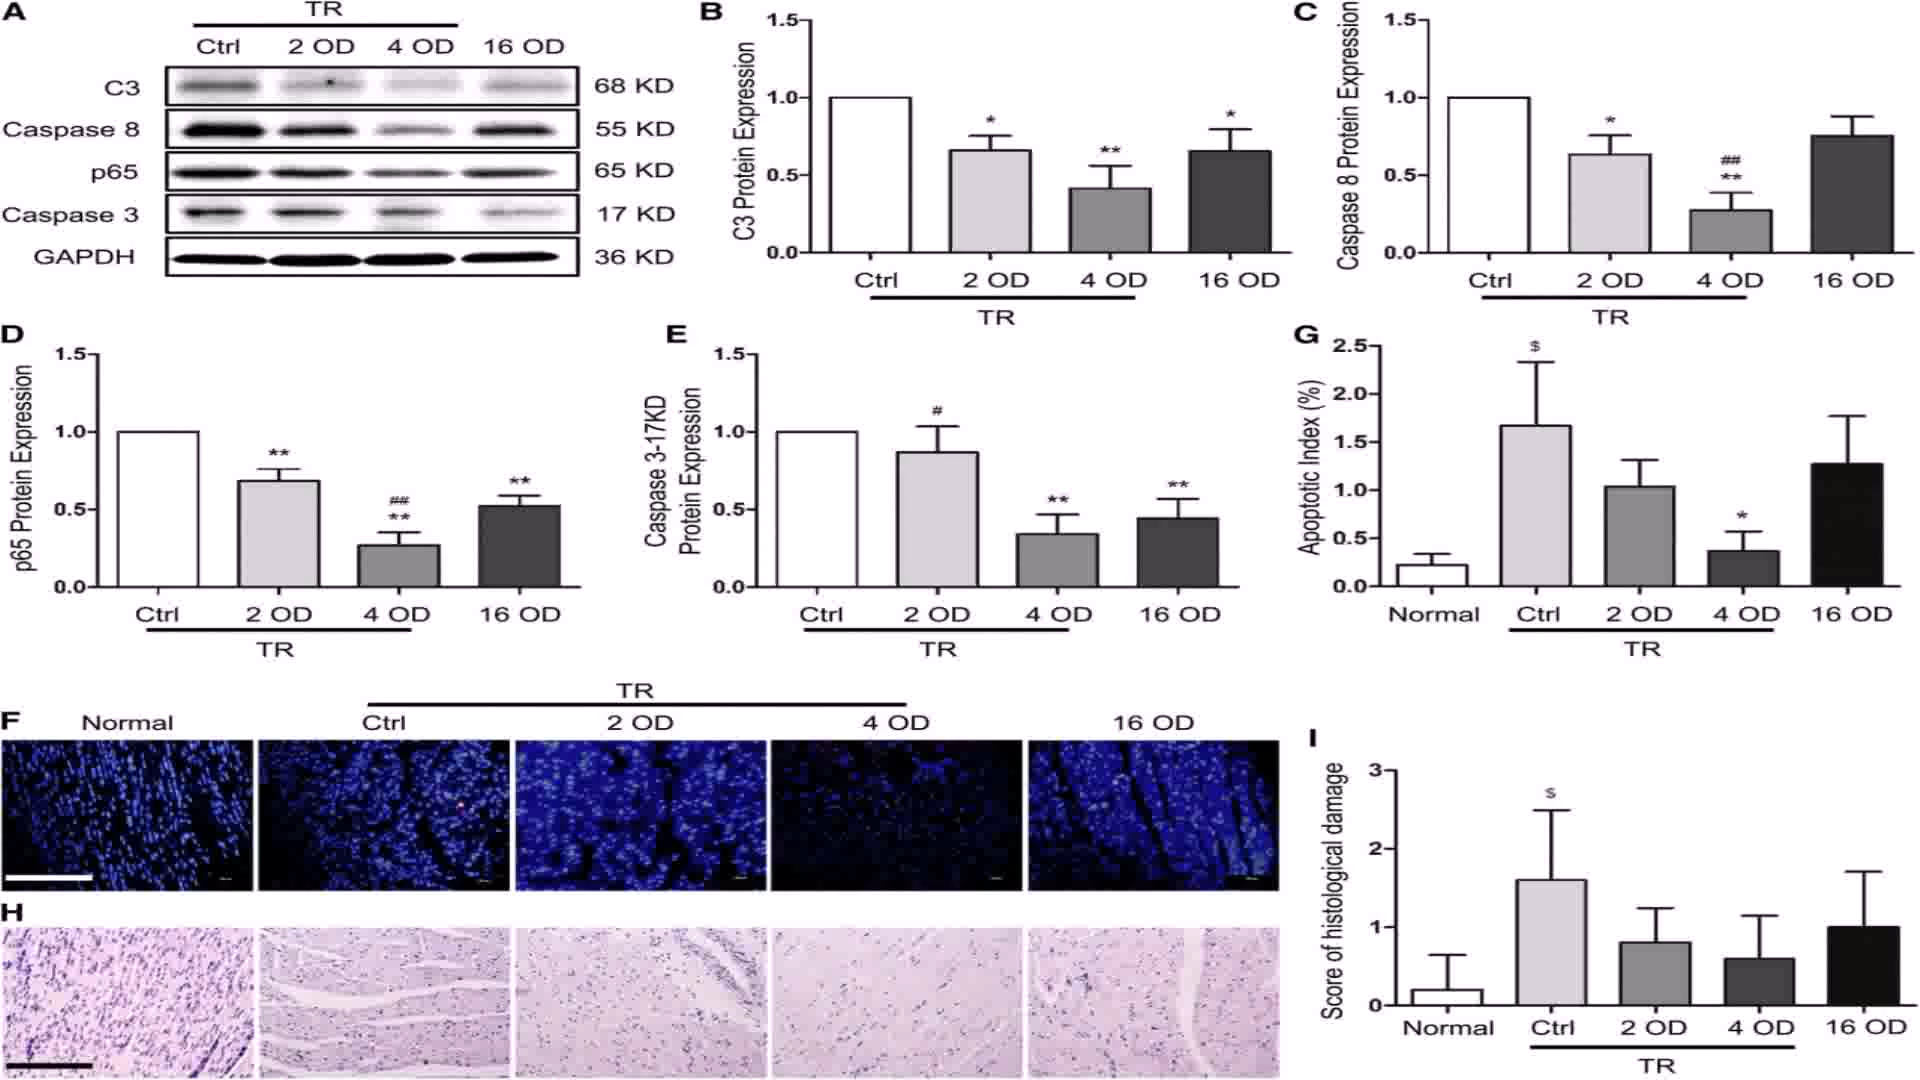 A
TR
Ctrl 2 OD 4 OD 16 OD
C3 68 KD
Caspase 8 55 KD
p65 65 KD
Caspase 3 17 KD
GAPDH 36 KD
B
C3 Protein Expression
1.5
1.0
0.5
0.0
*
**
*
Ctrl 2 OD 4 OD 16 OD
TR
C
Caspase 8 Protein Expression
1.5
1.0
0.5
0.0
*
##
**
Ctrl 2 OD 4 OD 16 OD
TR
D
p65 Protein Expression
1.5
1.0
0.5
0.0
**
##
**
**
Ctrl 2 OD 4 OD 16 OD
TR
E
Caspase 3-17KD
Protein Expression
1.5
1.0
0.5
0.0
#
**
**
Ctrl 2 OD 4 OD 16 OD
TR
G
Apoptotic Index (%)
2.5
2.0
1.5
1.0
0.5
0.0
$
*
Normal Ctrl 2 OD 4 OD 16 OD
TR
TR
F
Normal Ctrl 2 OD 4 OD 16 OD
H
I
Score of histological damage
3
2
1
0
$
Normal Ctrl 2 OD 4 OD 16 OD
TR